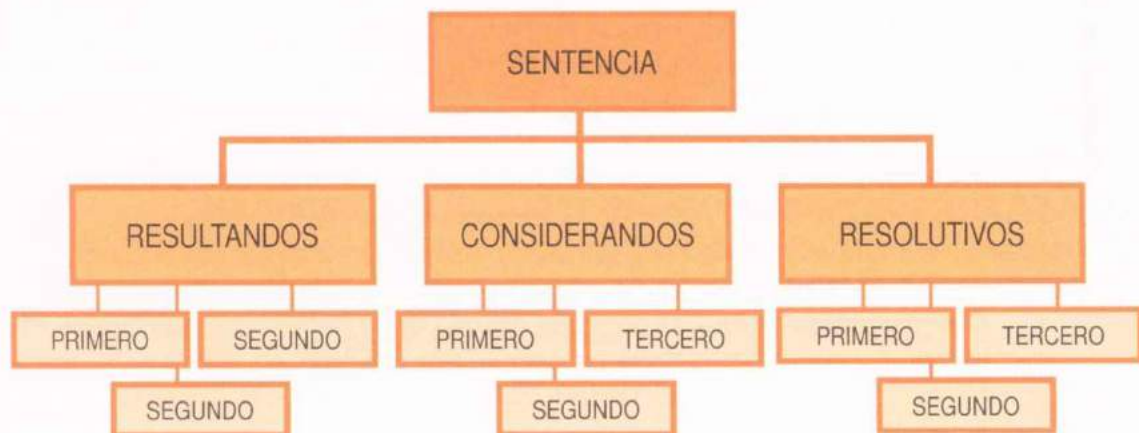 SENTENCIA
RESULTANDOS
CONSIDERANDOS
RESOLUTIVOS
PRIMERO
SEGUNDO
SEGUNDO
PRIMERO
TERCERO
SEGUNDO
PRIMERO
TERCERO
SEGUNDO